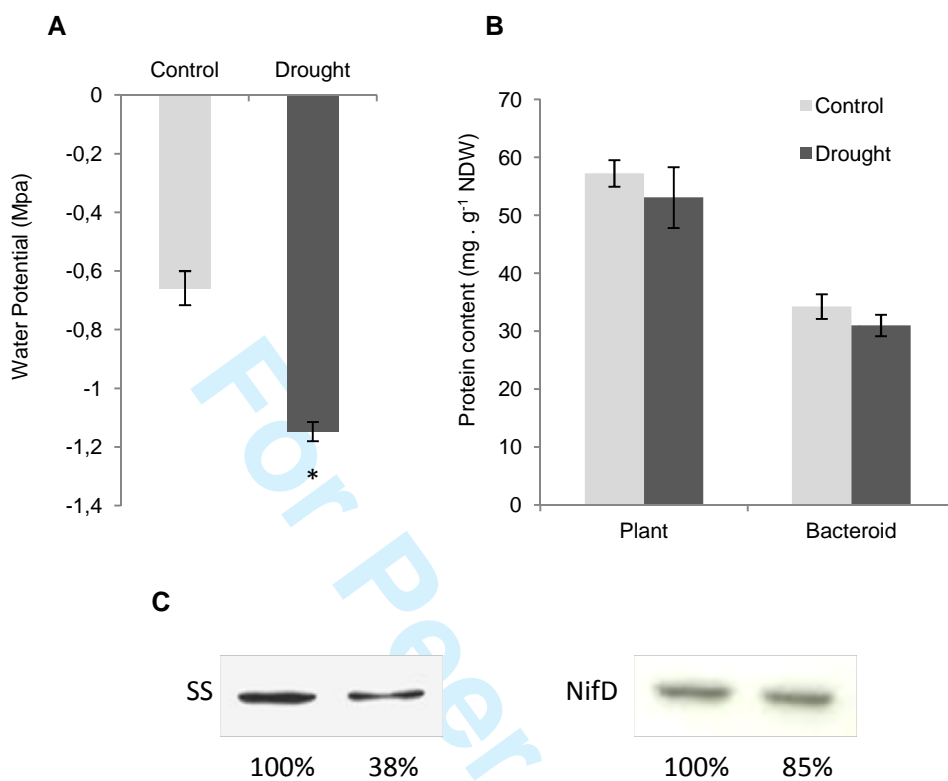 A
Control Drought
0
-0,2
-0,4
-0,6
-0,8
-1
-1,2
-1,4
Water Potential (Mpa)
*
B
70
60
50
40
30
20
10
0
Protein content (mg . g⁻¹ NDW)
Control
Drought
Plant Bacteroid
For Peer
C
SS
100% 38%
NifD
100% 85%